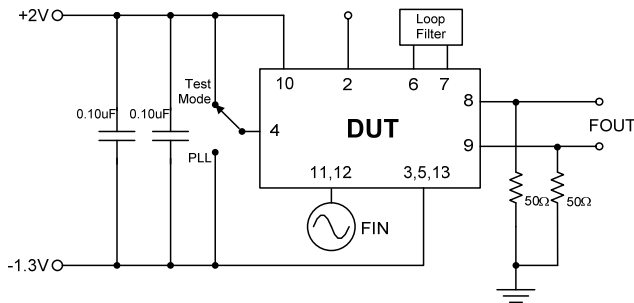 +2V
Loop
Filter
Test
Mode
10
2
6
7
8
0.10uF
0.10uF
4
DUT
FOUT
9
PLL
11,12
3,5,13
50Ω
50Ω
FIN
-1.3V